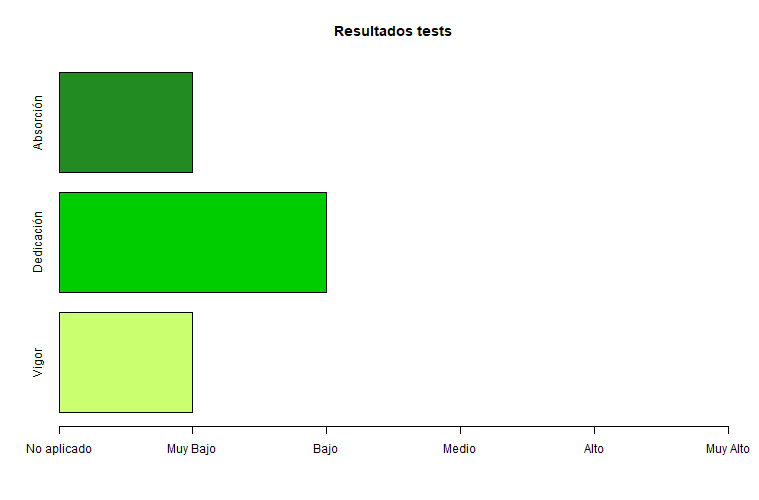 Resultados tests
Absorción
Dedicación
Vigor
No aplicado Muy Bajo Bajo Medio Alto Muy Alto